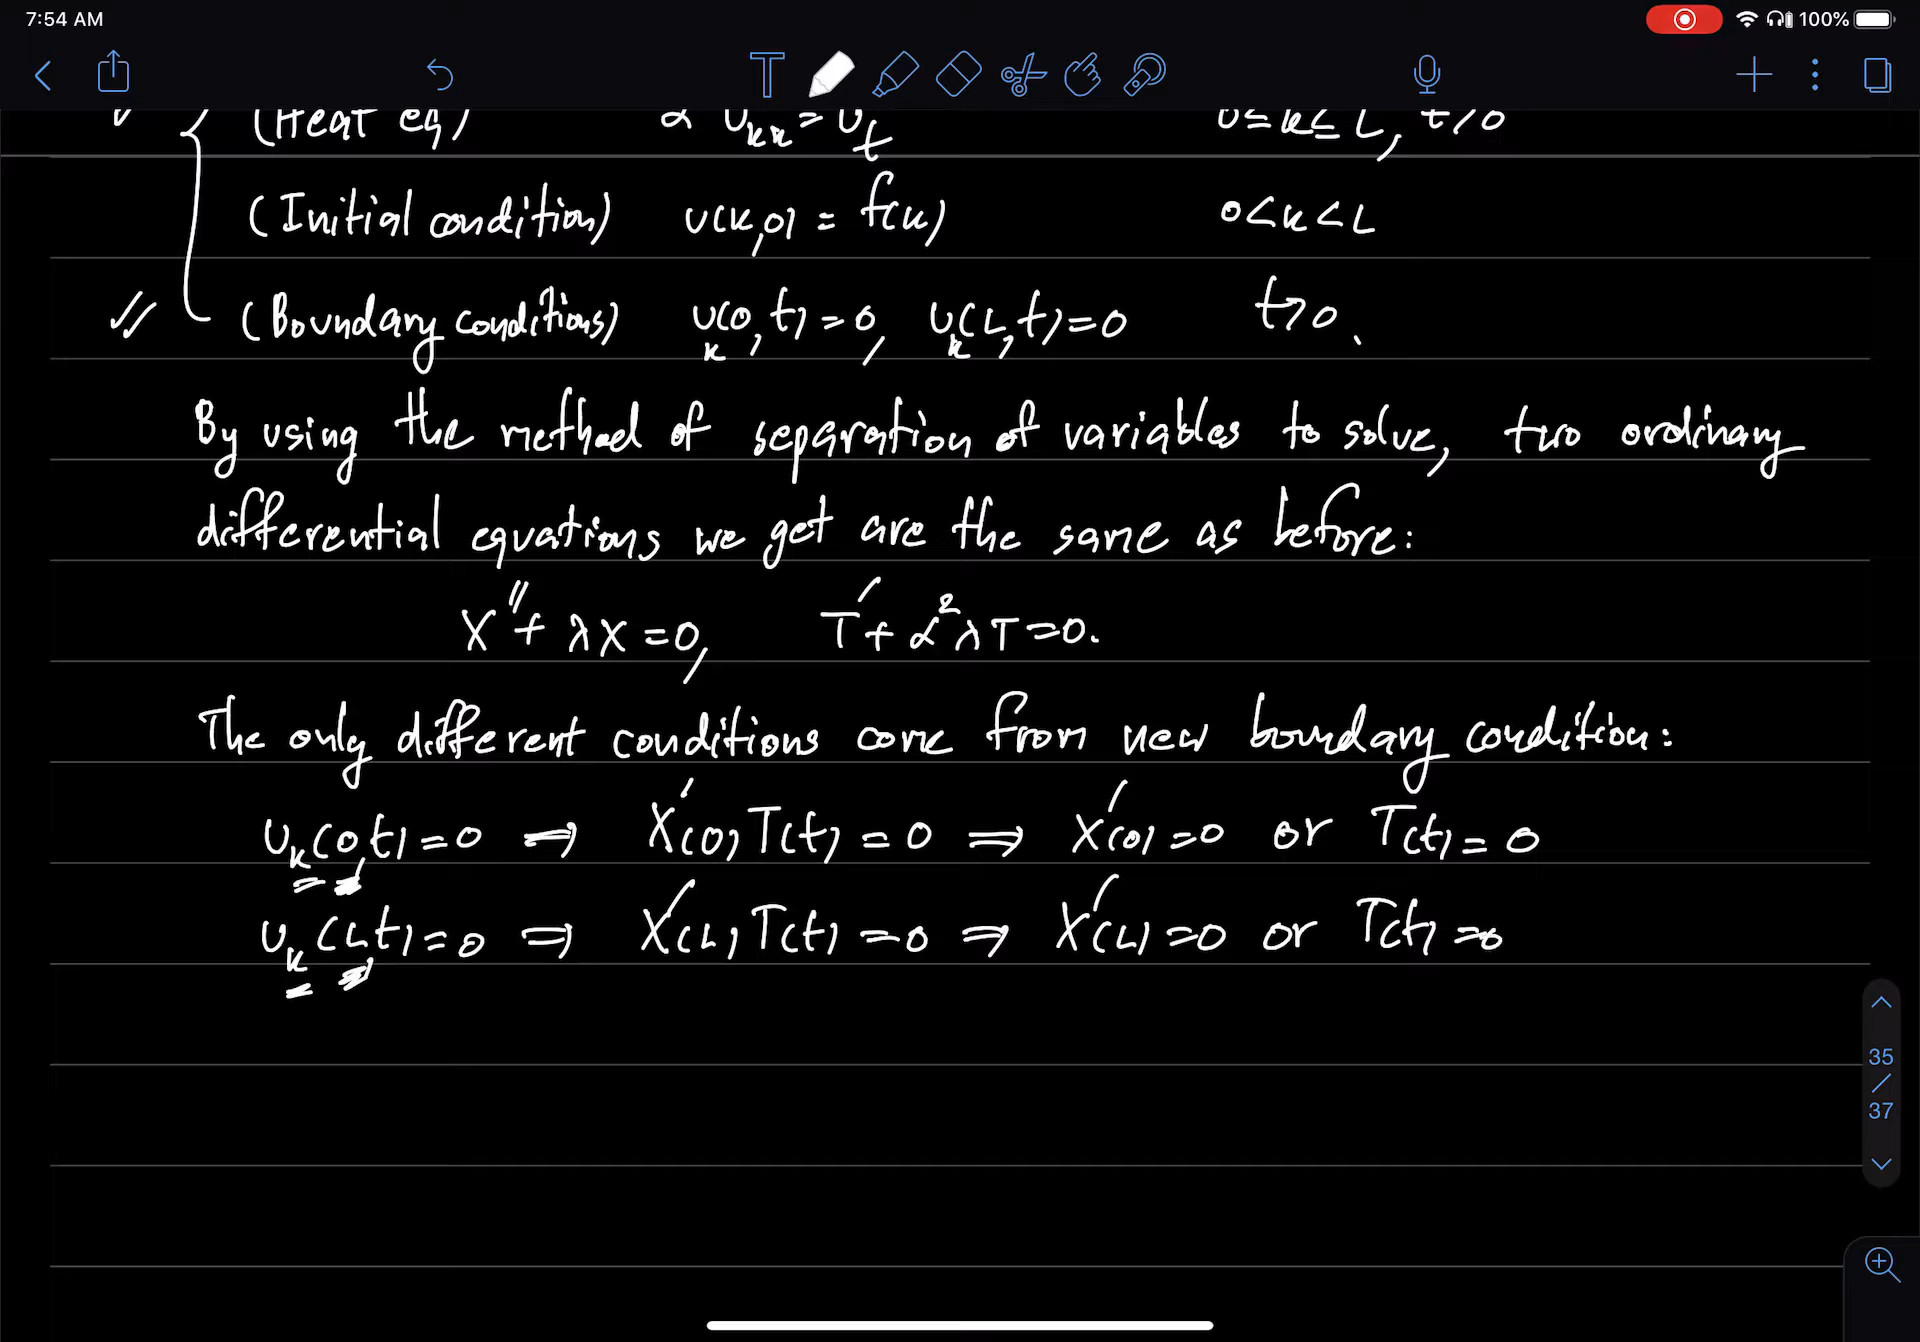 7:54 AM
100%
(Heat eq) α u_xx = u_t 0≤x≤L, t>0
(Initial condition) u(x,0) = f(x) 0<x<L
(Boundary conditions) u_x(0,t)=0, u_x(L,t)=0 t>0.
By using the method of separation of variables to solve, two ordinary
differential equations we get are the same as before:
X''+ λX=0, T'+ α²λT=0.
The only different conditions come from new boundary condition:
u_x(0,t)=0 ⇒ X'(0)T(t)=0 ⇒ X'(0)=0 or T(t)=0
u_x(L,t)=0 ⇒ X'(L)T(t)=0 ⇒ X'(L)=0 or T(t)=0
35
/
37